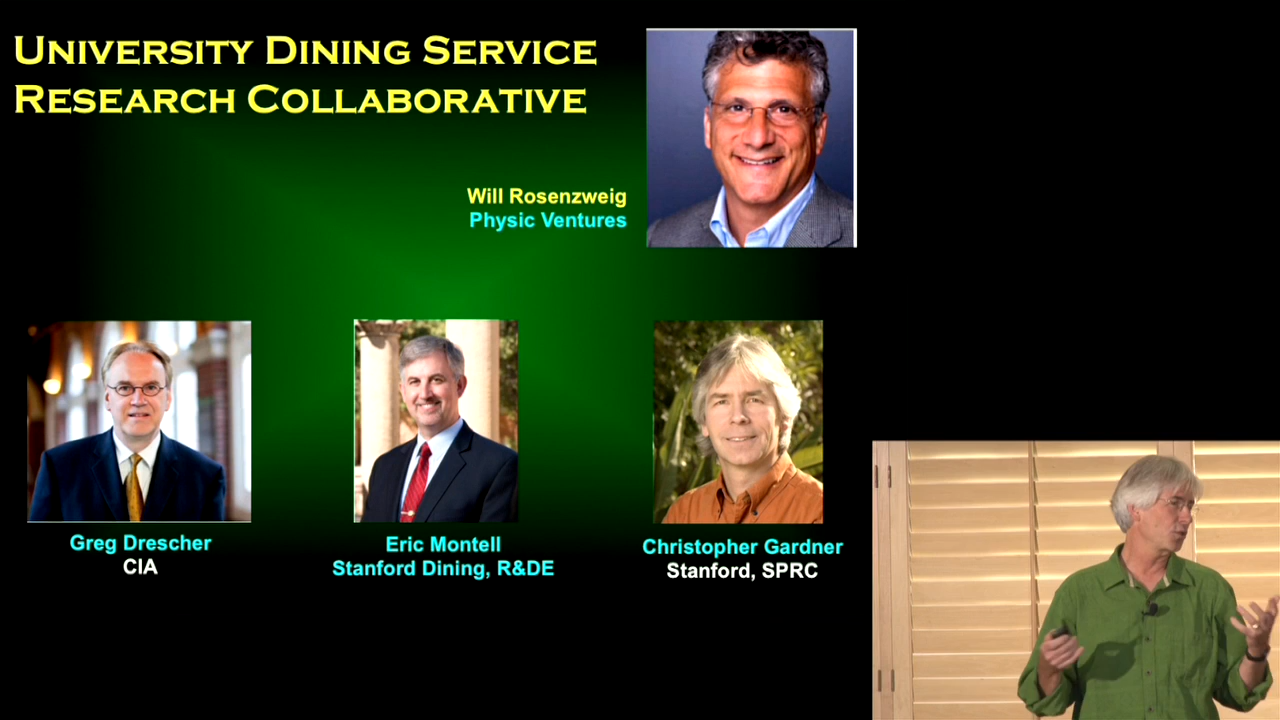 UNIVERSITY DINING SERVICE
RESEARCH COLLABORATIVE
Will Rosenzweig
Physic Ventures
Greg Drescher
CIA
Eric Montell
Stanford Dining, R&DE
Christopher Gardner
Stanford, SPRC